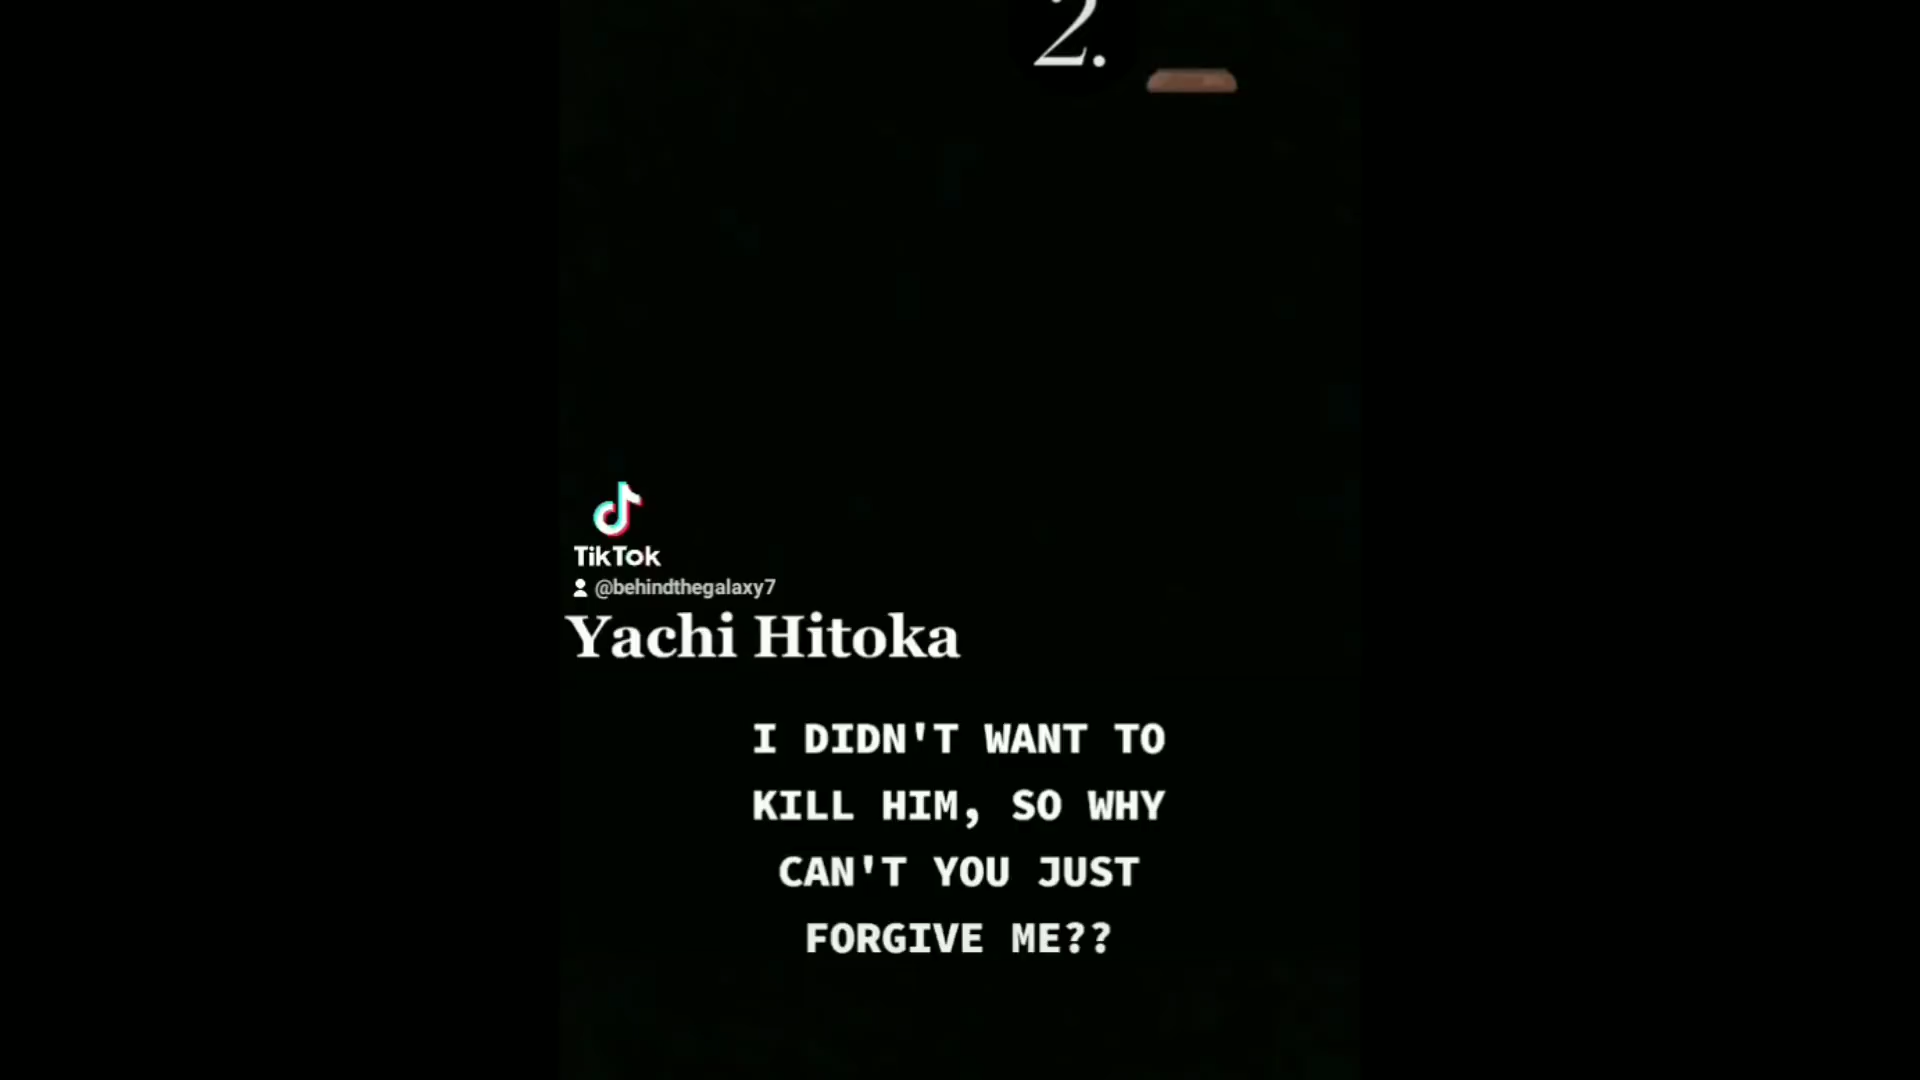 2.
TikTok
@behindthegalaxy7
Yachi Hitoka
I DIDN'T WANT TO
KILL HIM, SO WHY
CAN'T YOU JUST
FORGIVE ME??